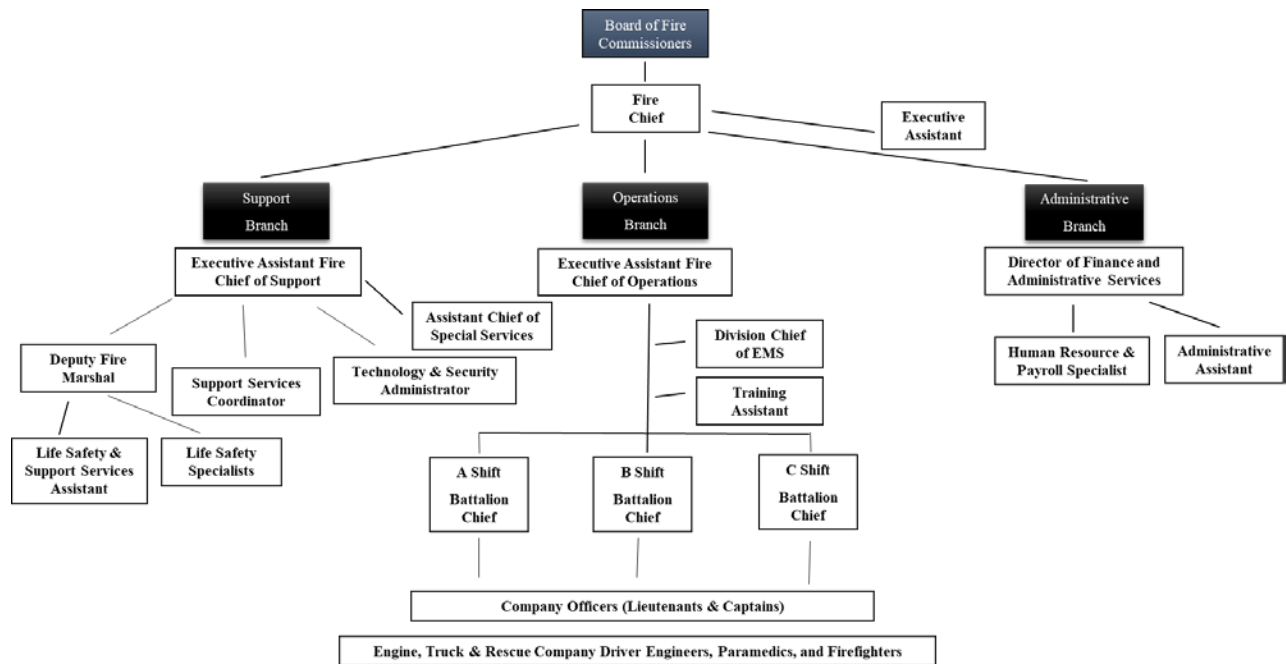 Board of Fire
Commissioners
Fire
Chief
Executive
Assistant
Support
Branch
Operations
Branch
Administrative
Branch
Executive Assistant Fire
Chief of Support
Executive Assistant Fire
Chief of Operations
Director of Finance and
Administrative Services
Assistant Chief of
Special Services
Division Chief
of EMS
Deputy Fire
Marshal
Support Services
Coordinator
Technology & Security
Administrator
Human Resource &
Payroll Specialist
Administrative
Assistant
Training
Assistant
Life Safety &
Support Services
Assistant
Life Safety
Specialists
A Shift
Battalion
Chief
B Shift
Battalion
Chief
C Shift
Battalion
Chief
Company Officers (Lieutenants & Captains)
Engine, Truck & Rescue Company Driver Engineers, Paramedics, and Firefighters